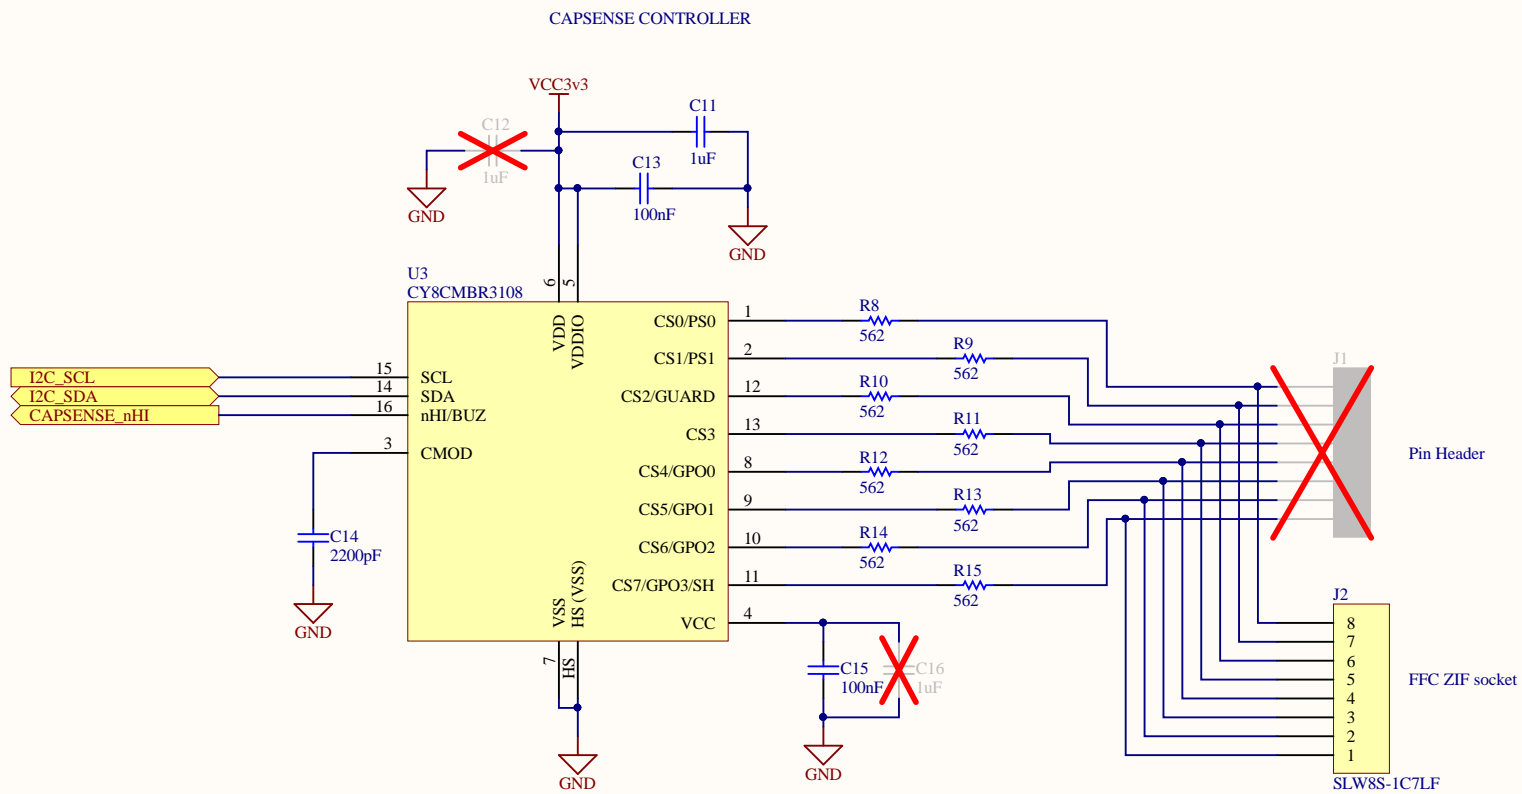 CAPSENSE CONTROLLER
VCC3v3
C11
1uF
C12
1uF
C13
100nF
GND
GND
U3
CY8CMBR3108
6
5
VDD
VDDIO
I2C_SCL
I2C_SDA
CAPSENSE_nHI
15
14
16
3
SCL
SDA
nHI/BUZ
CMOD
CS0/PS0
CS1/PS1
CS2/GUARD
CS3
CS4/GPO0
CS5/GPO1
CS6/GPO2
CS7/GPO3/SH
VCC
1
2
12
13
8
9
10
11
4
R8
562
R9
562
R10
562
R11
562
R12
562
R13
562
R14
562
R15
562
J1
Pin Header
C14
2200pF
GND
VSS
HS (VSS)
7
HS
GND
C15
100nF
C16
1uF
GND
J2
8
7
6
5
4
3
2
1
FFC ZIF socket
SLW8S-1C7LF